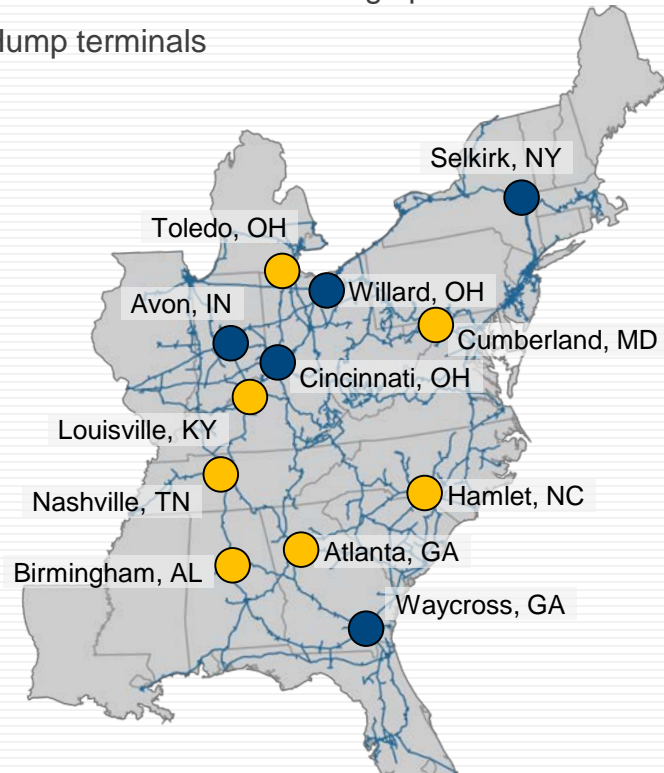 terminals
Selkirk, NY
Toledo, OH
Willard, OH
Avon, IN
Cumberland, MD
Cincinnati, OH
Louisville, KY
Nashville, TN
Hamlet, NC
Atlanta, GA
Birmingham, AL
Waycross, GA